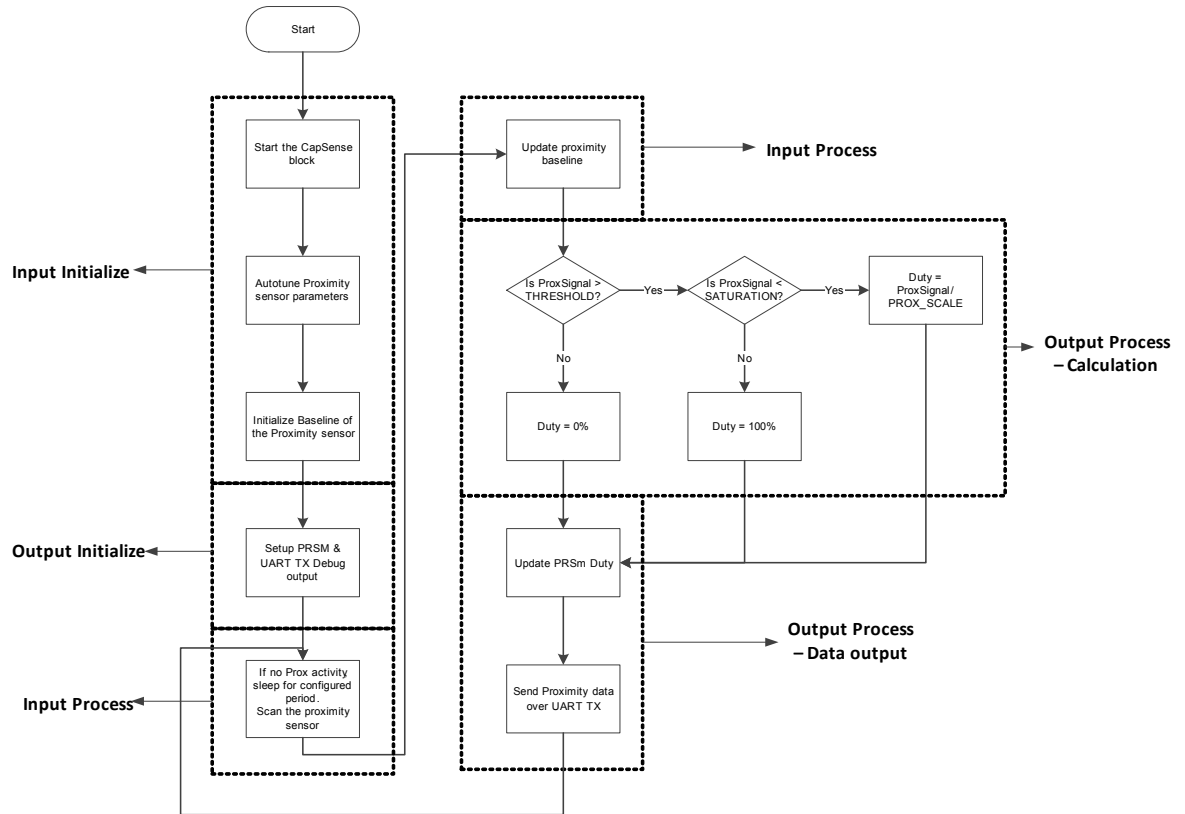 Start
Start the CapSense
block
Autotune Proximity
sensor parameters
Initialize Baseline of
the Proximity sensor
Input Initialize
Setup PRSM &
UART TX Debug
output
Output Initialize
If no Prox activity,
sleep for configured
period.
Scan the proximity
sensor
Input Process
Update proximity
baseline
Input Process
Is ProxSignal >
THRESHOLD?
Yes
Is ProxSignal <
SATURATION?
Yes
Duty =
ProxSignal/
PROX_SCALE
No
No
Duty = 0%
Duty = 100%
Output Process
– Calculation
Update PRSm Duty
Send Proximity data
over UART TX
Output Process
– Data output